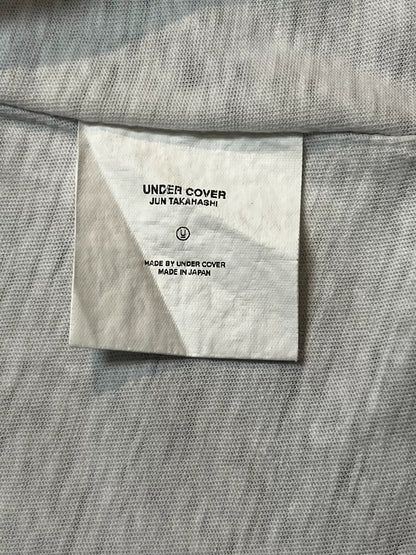 UNDER COVER
JUN TAKAHASHI
U
MADE BY UNDER COVER
MADE IN JAPAN